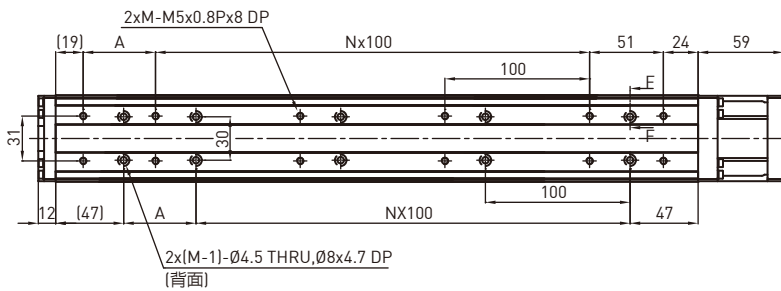 2xM-M5x0.8Px8 DP
(19)
A
Nx100
51
24
59
100
E
F
31
30
100
12
(47)
A
NX100
47
2x(M-1)-Ø4.5 THRU,Ø8x4.7 DP
(背面)